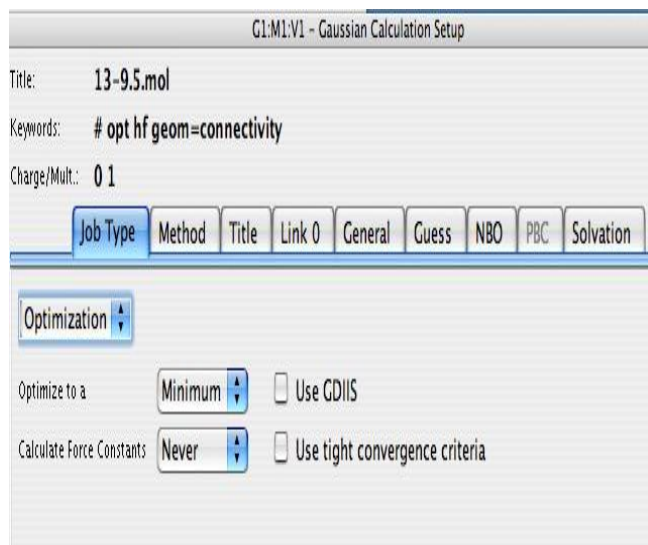 G1:M1:V1 - Gaussian Calculation Setup
Title: 13-9.5.mol
Keywords: # opt hf geom=connectivity
Charge/Mult.: 0 1
Job Type Method Title Link 0 General Guess NBO PBC Solvation
Optimization
Optimize to a Minimum Use GDIIS
Calculate Force Constants Never Use tight convergence criteria